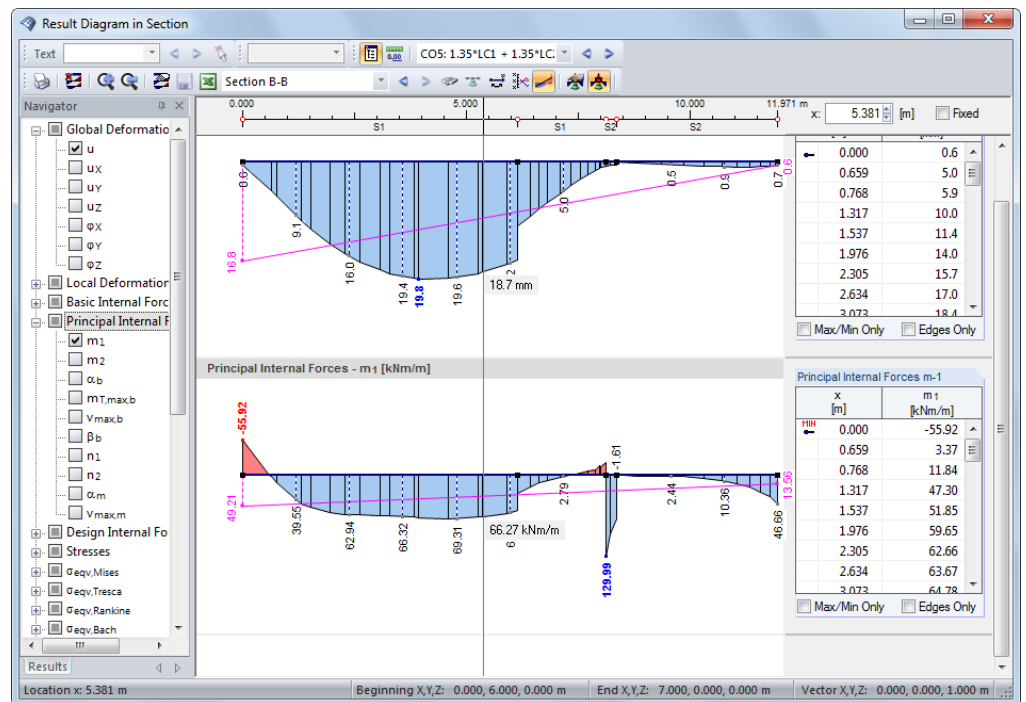 Result Diagram in Section
Text
CO5: 1.35*LC1 + 1.35*LC:
Section B-B
Navigator
Global Deformatio
u
uX
uY
uZ
φX
φY
φZ
Local Deformation
Basic Internal Forc
Principal Internal F
m1
m2
αb
mT,max,b
vmax,b
βb
n1
n2
αm
vmax,m
Design Internal Fo
Stresses
σeqv,Mises
σeqv,Tresca
σeqv,Rankine
σeqv,Bach
Results
0.000 5.000 10.000 11.971 m
S1 S1 S2 S2
0.6
9.1
16.0
19.4
19.8
19.6
2
5.0
0.5
0.9
0.7
0.6
16.8
18.7 mm
Principal Internal Forces - m1 [kNm/m]
-55.92
49.21
39.55
62.94
66.32
69.31
6
66.27 kNm/m
2.79
129.99
-1.61
2.44
10.36
46.66
13.56
x: 5.381 [m] Fixed
0.000 0.6
0.659 5.0
0.768 5.9
1.317 10.0
1.537 11.4
1.976 14.0
2.305 15.7
2.634 17.0
3.073 18.4
Max/Min Only Edges Only
Principal Internal Forces m-1
x m1
[m] [kNm/m]
MIN 0.000 -55.92
0.659 3.37
0.768 11.84
1.317 47.30
1.537 51.85
1.976 59.65
2.305 62.66
2.634 63.67
3.073 64.78
Max/Min Only Edges Only
Location x: 5.381 m Beginning X,Y,Z: 0.000, 6.000, 0.000 m End X,Y,Z: 7.000, 0.000, 0.000 m Vector X,Y,Z: 0.000, 0.000, 1.000 m